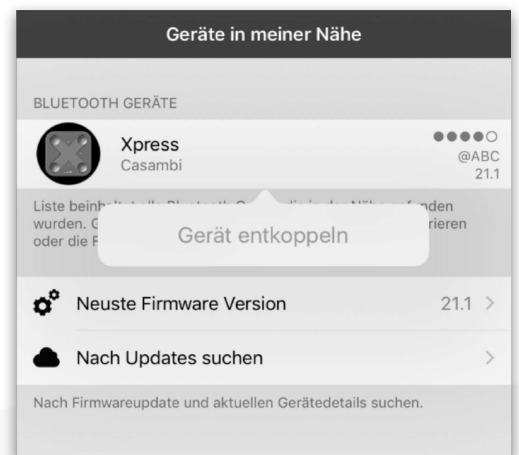 Geräte in meiner Nähe
BLUETOOTH GERÄTE
Xpress
Casambi
@ABC
21.1
Liste
wurden.
oder die
Gerät entkoppeln
Neuste Firmware Version 21.1
Nach Updates suchen
Nach Firmwareupdate und aktuellen Gerätedetails suchen.